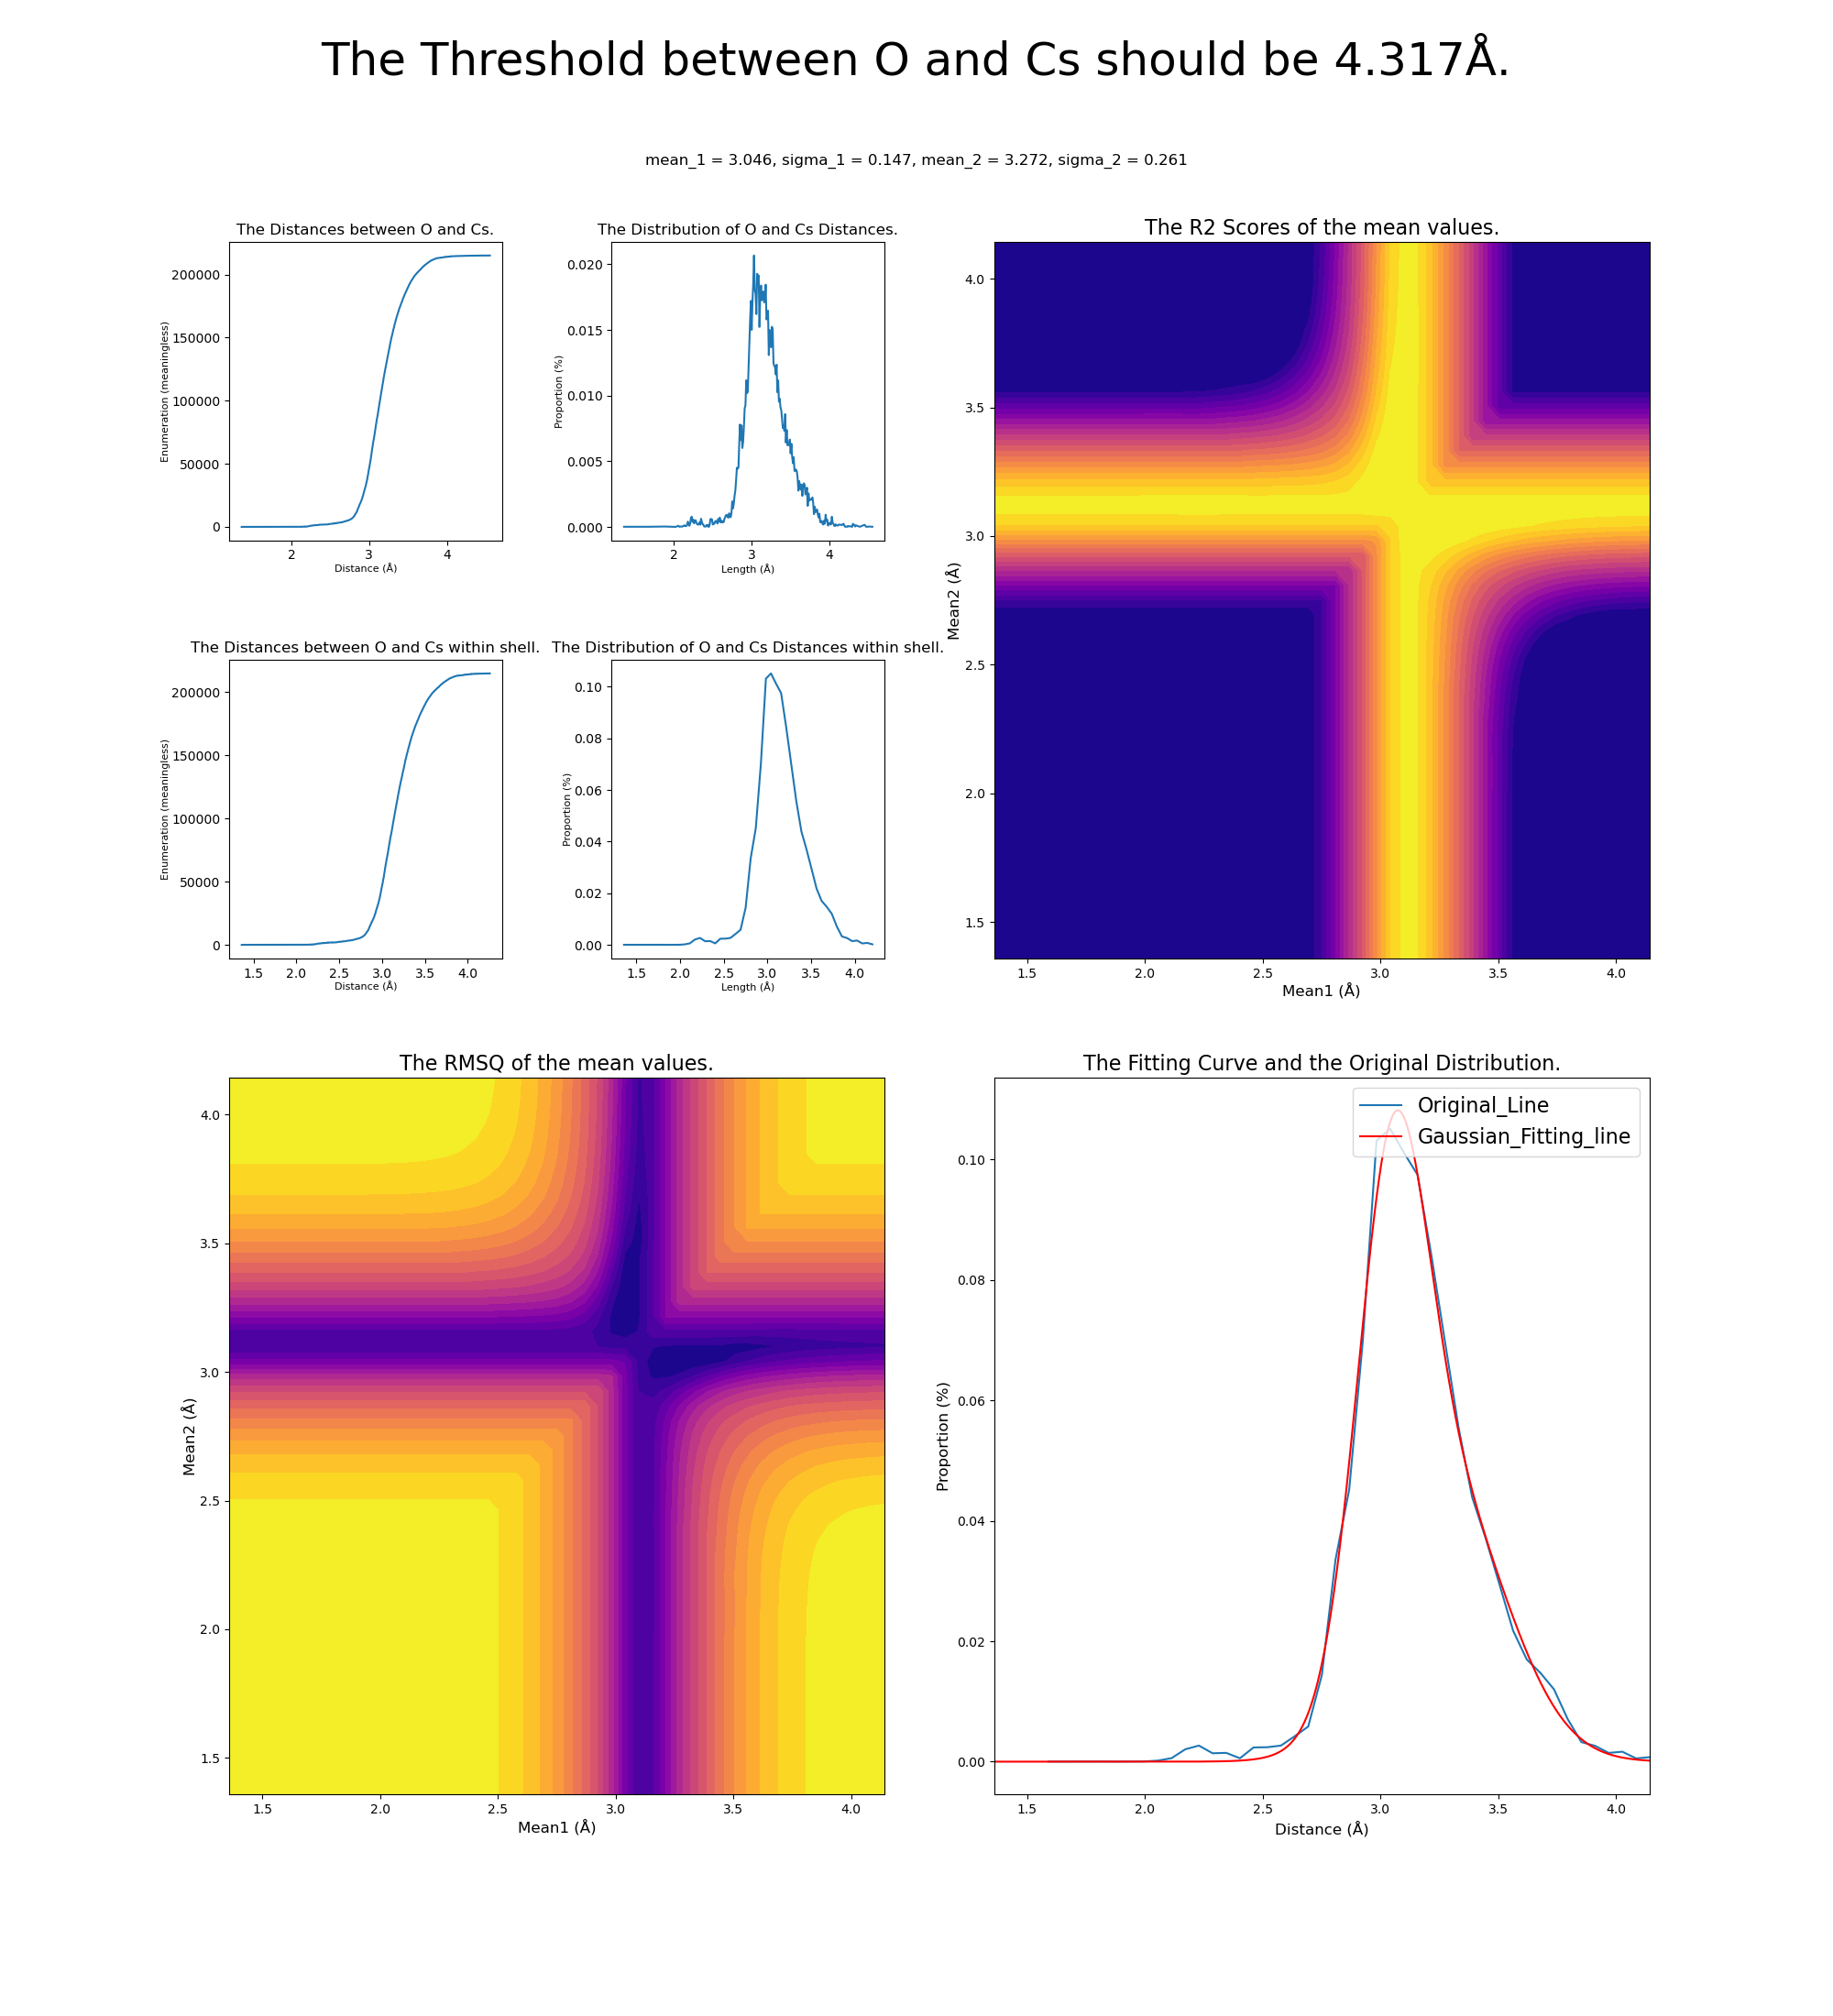 The Threshold between O and Cs should be 4.317Å.
mean_1 = 3.046, sigma_1 = 0.147, mean_2 = 3.272, sigma_2 = 0.261
The Distances between O and Cs.
Enumeration (meaningless)
200000
150000
100000
50000
0
2 3 4
Distance (Å)
The Distribution of O and Cs Distances.
Proportion (%)
0.020
0.015
0.010
0.005
0.000
2 3 4
Length (Å)
The R2 Scores of the mean values.
Mean2 (Å)
4.0
3.5
3.0
2.5
2.0
1.5
1.5 2.0 2.5 3.0 3.5 4.0
Mean1 (Å)
The Distances between O and Cs within shell.
Enumeration (meaningless)
200000
150000
100000
50000
0
1.5 2.0 2.5 3.0 3.5 4.0
Distance (Å)
The Distribution of O and Cs Distances within shell.
Proportion (%)
0.10
0.08
0.06
0.04
0.02
0.00
1.5 2.0 2.5 3.0 3.5 4.0
Length (Å)
The RMSQ of the mean values.
Mean2 (Å)
4.0
3.5
3.0
2.5
2.0
1.5
1.5 2.0 2.5 3.0 3.5 4.0
Mean1 (Å)
The Fitting Curve and the Original Distribution.
Original_Line
Gaussian_Fitting_line
Proportion (%)
0.10
0.08
0.06
0.04
0.02
0.00
1.5 2.0 2.5 3.0 3.5 4.0
Distance (Å)